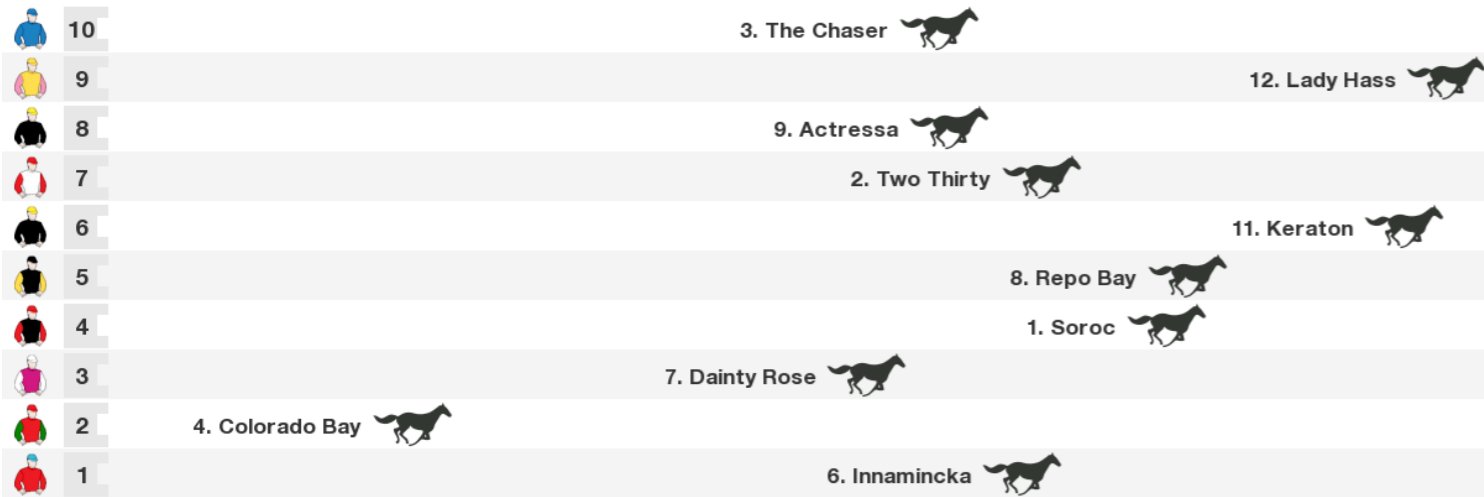 10 3. The Chaser
9 12. Lady Hass
8 9. Actressa
7 2. Two Thirty
6 11. Keraton
5 8. Repo Bay
4 1. Soroc
3 7. Dainty Rose
2 4. Colorado Bay
1 6. Innamincka